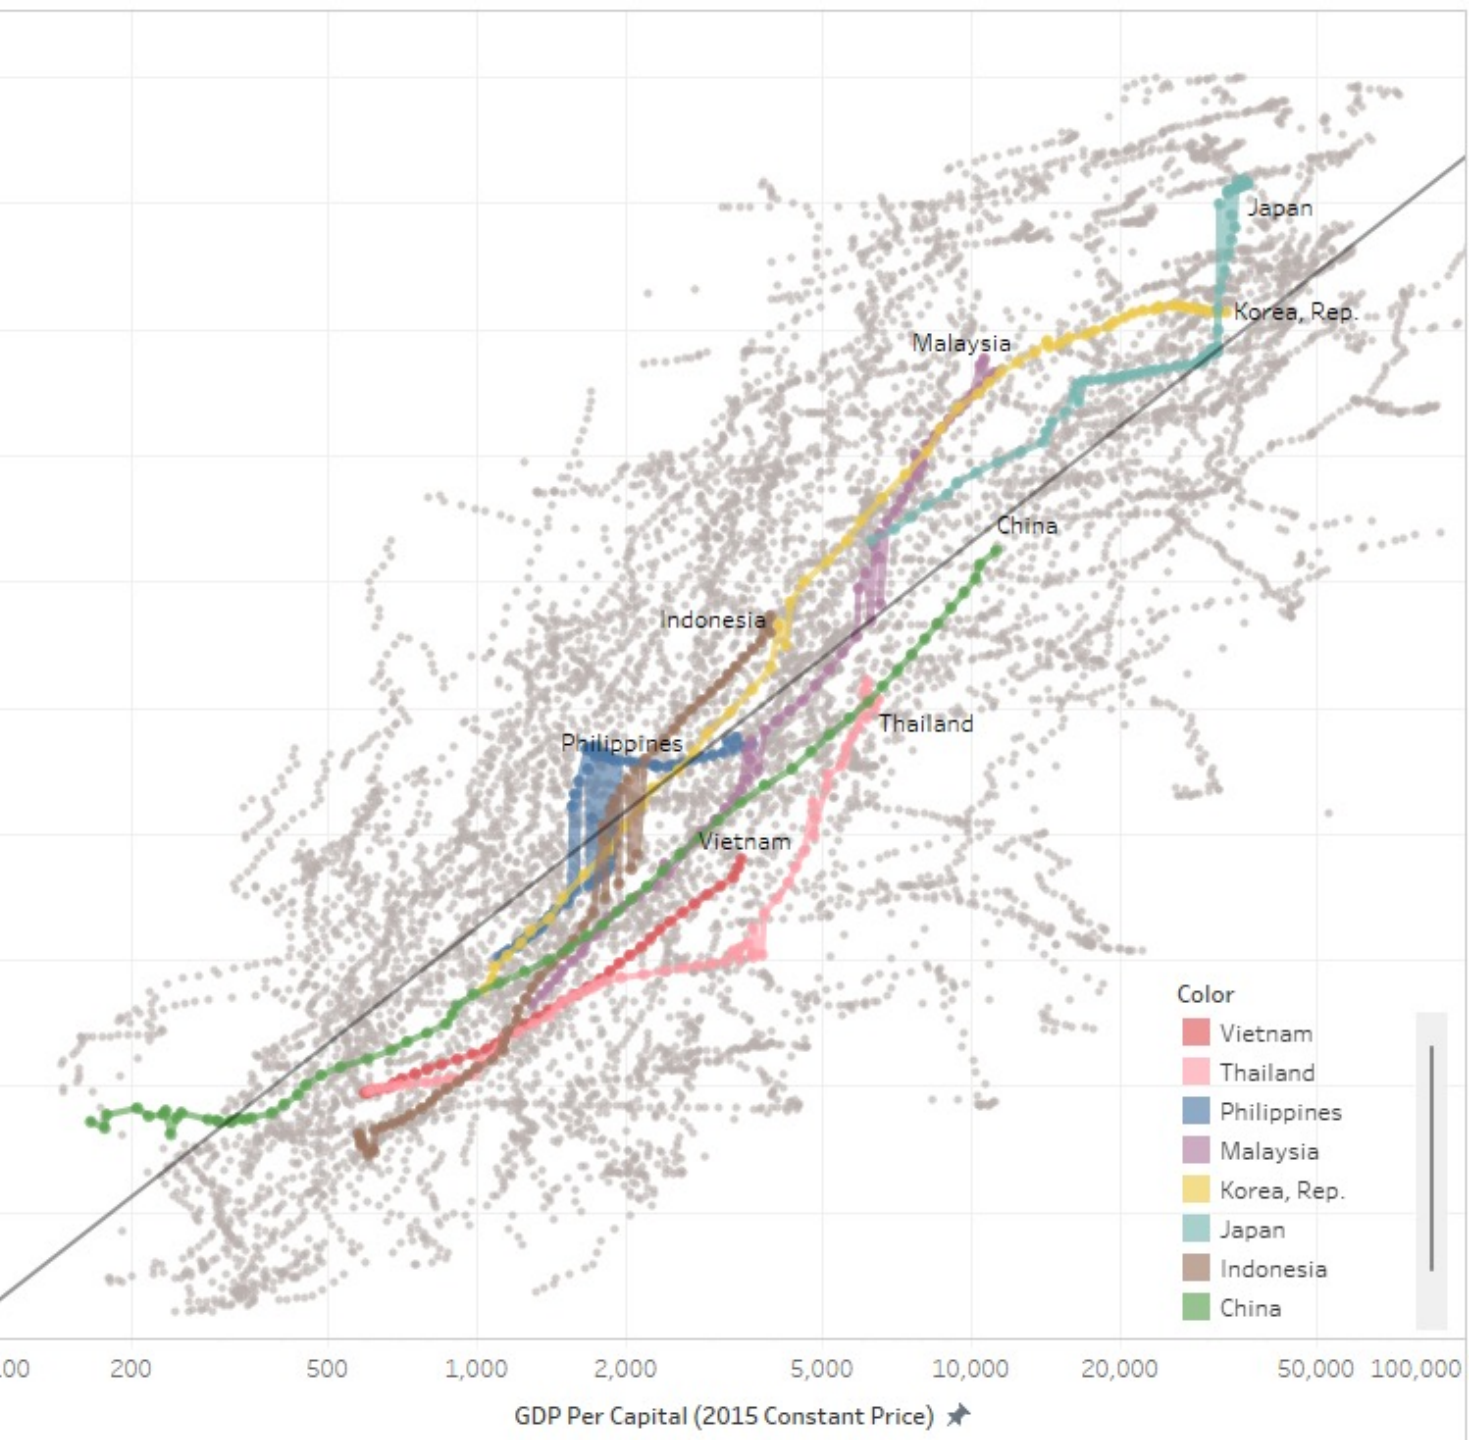 Japan
Korea, Rep.
Malaysia
China
Indonesia
Thailand
Philippines
Vietnam
Color
Vietnam
Thailand
Philippines
Malaysia
Korea, Rep.
Japan
Indonesia
China
00 200 500 1,000 2,000 5,000 10,000 20,000 50,000 100,000
GDP Per Capital (2015 Constant Price)